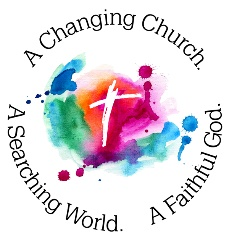 A Changing Church.
A Searching World.
A Faithful God.